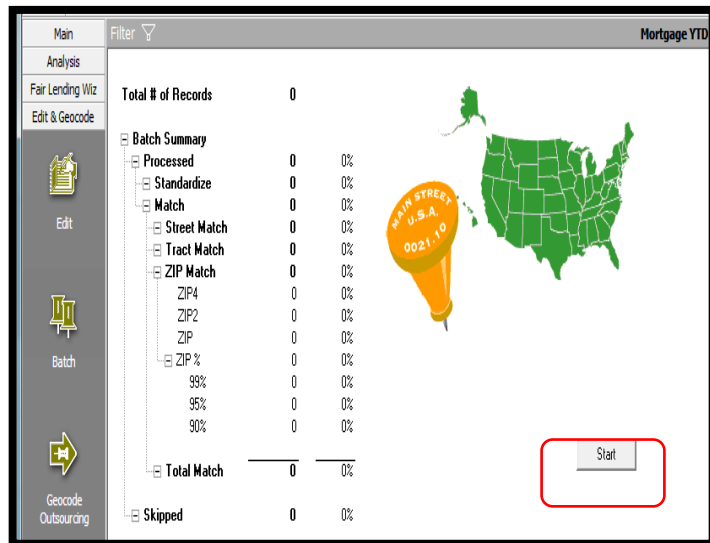 Main
Analysis
Fair Lending Wiz
Edit & Geocode
Edit
Batch
Geocode
Outsourcing
Filter Mortgage YTD
Total # of Records 0
Batch Summary
Processed 0 0%
Standardize 0 0%
Match 0 0%
Street Match 0 0%
Tract Match 0 0%
ZIP Match 0 0%
ZIP4 0 0%
ZIP2 0 0%
ZIP 0 0%
ZIP % 0 0%
99% 0 0%
95% 0 0%
90% 0 0%
Total Match 0 0%
Skipped 0 0%
MAIN STREET
U.S.A.
0021.10
Start